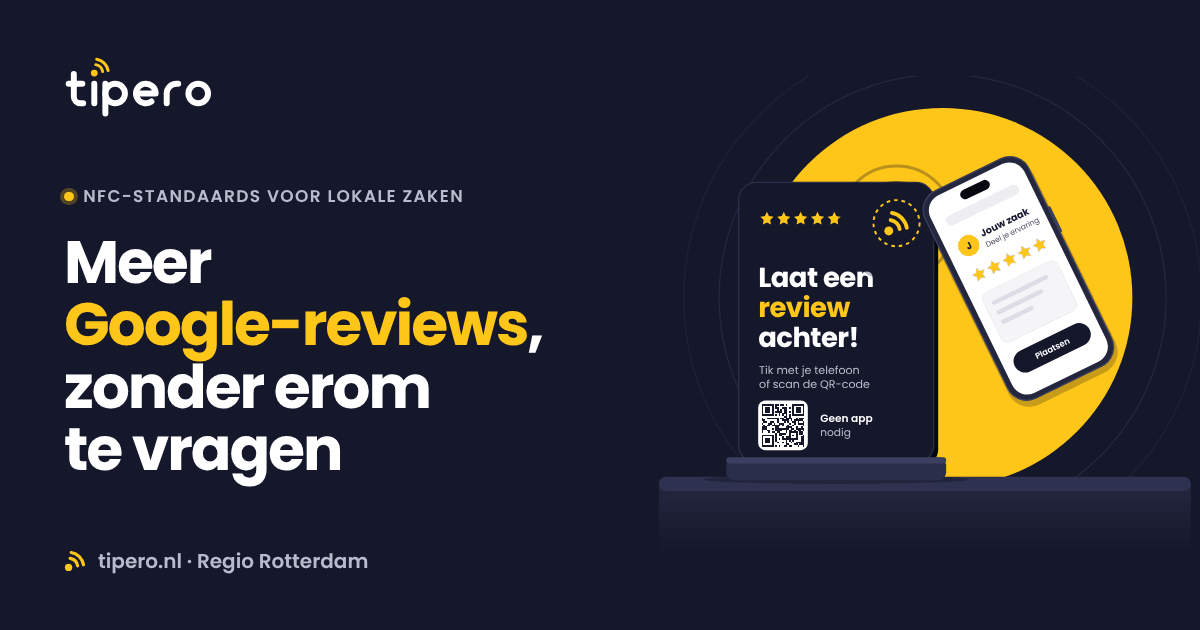 tipero
NFC-STANDAARDS VOOR LOKALE ZAKEN
Meer
Google-reviews,
zonder erom
te vragen
tipero.nl · Regio Rotterdam
Laat een
review
achter!
Tik met je telefoon
of scan de QR-code
Geen app
nodig
J
Jouw zaak
Deel je ervaring
Plaatsen